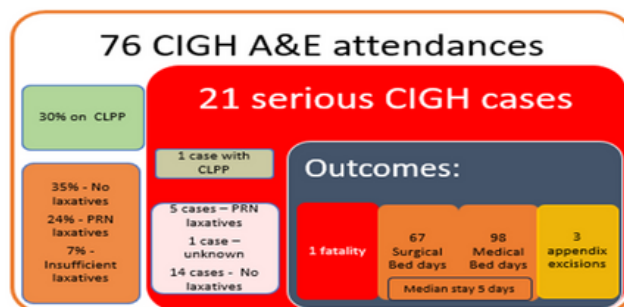 76 CIGH A&E attendances
30% on CLPP
35% - No
laxatives
24% - PRN
laxatives
7% -
Insufficient
laxatives
21 serious CIGH cases
1 case with
CLPP
5 cases – PRN
laxatives
1 case –
unknown
14 cases - No
laxatives
Outcomes:
1 fatality
67
Surgical
Bed days
98
Medical
Bed days
Median stay 5 days
3
appendix
excisions